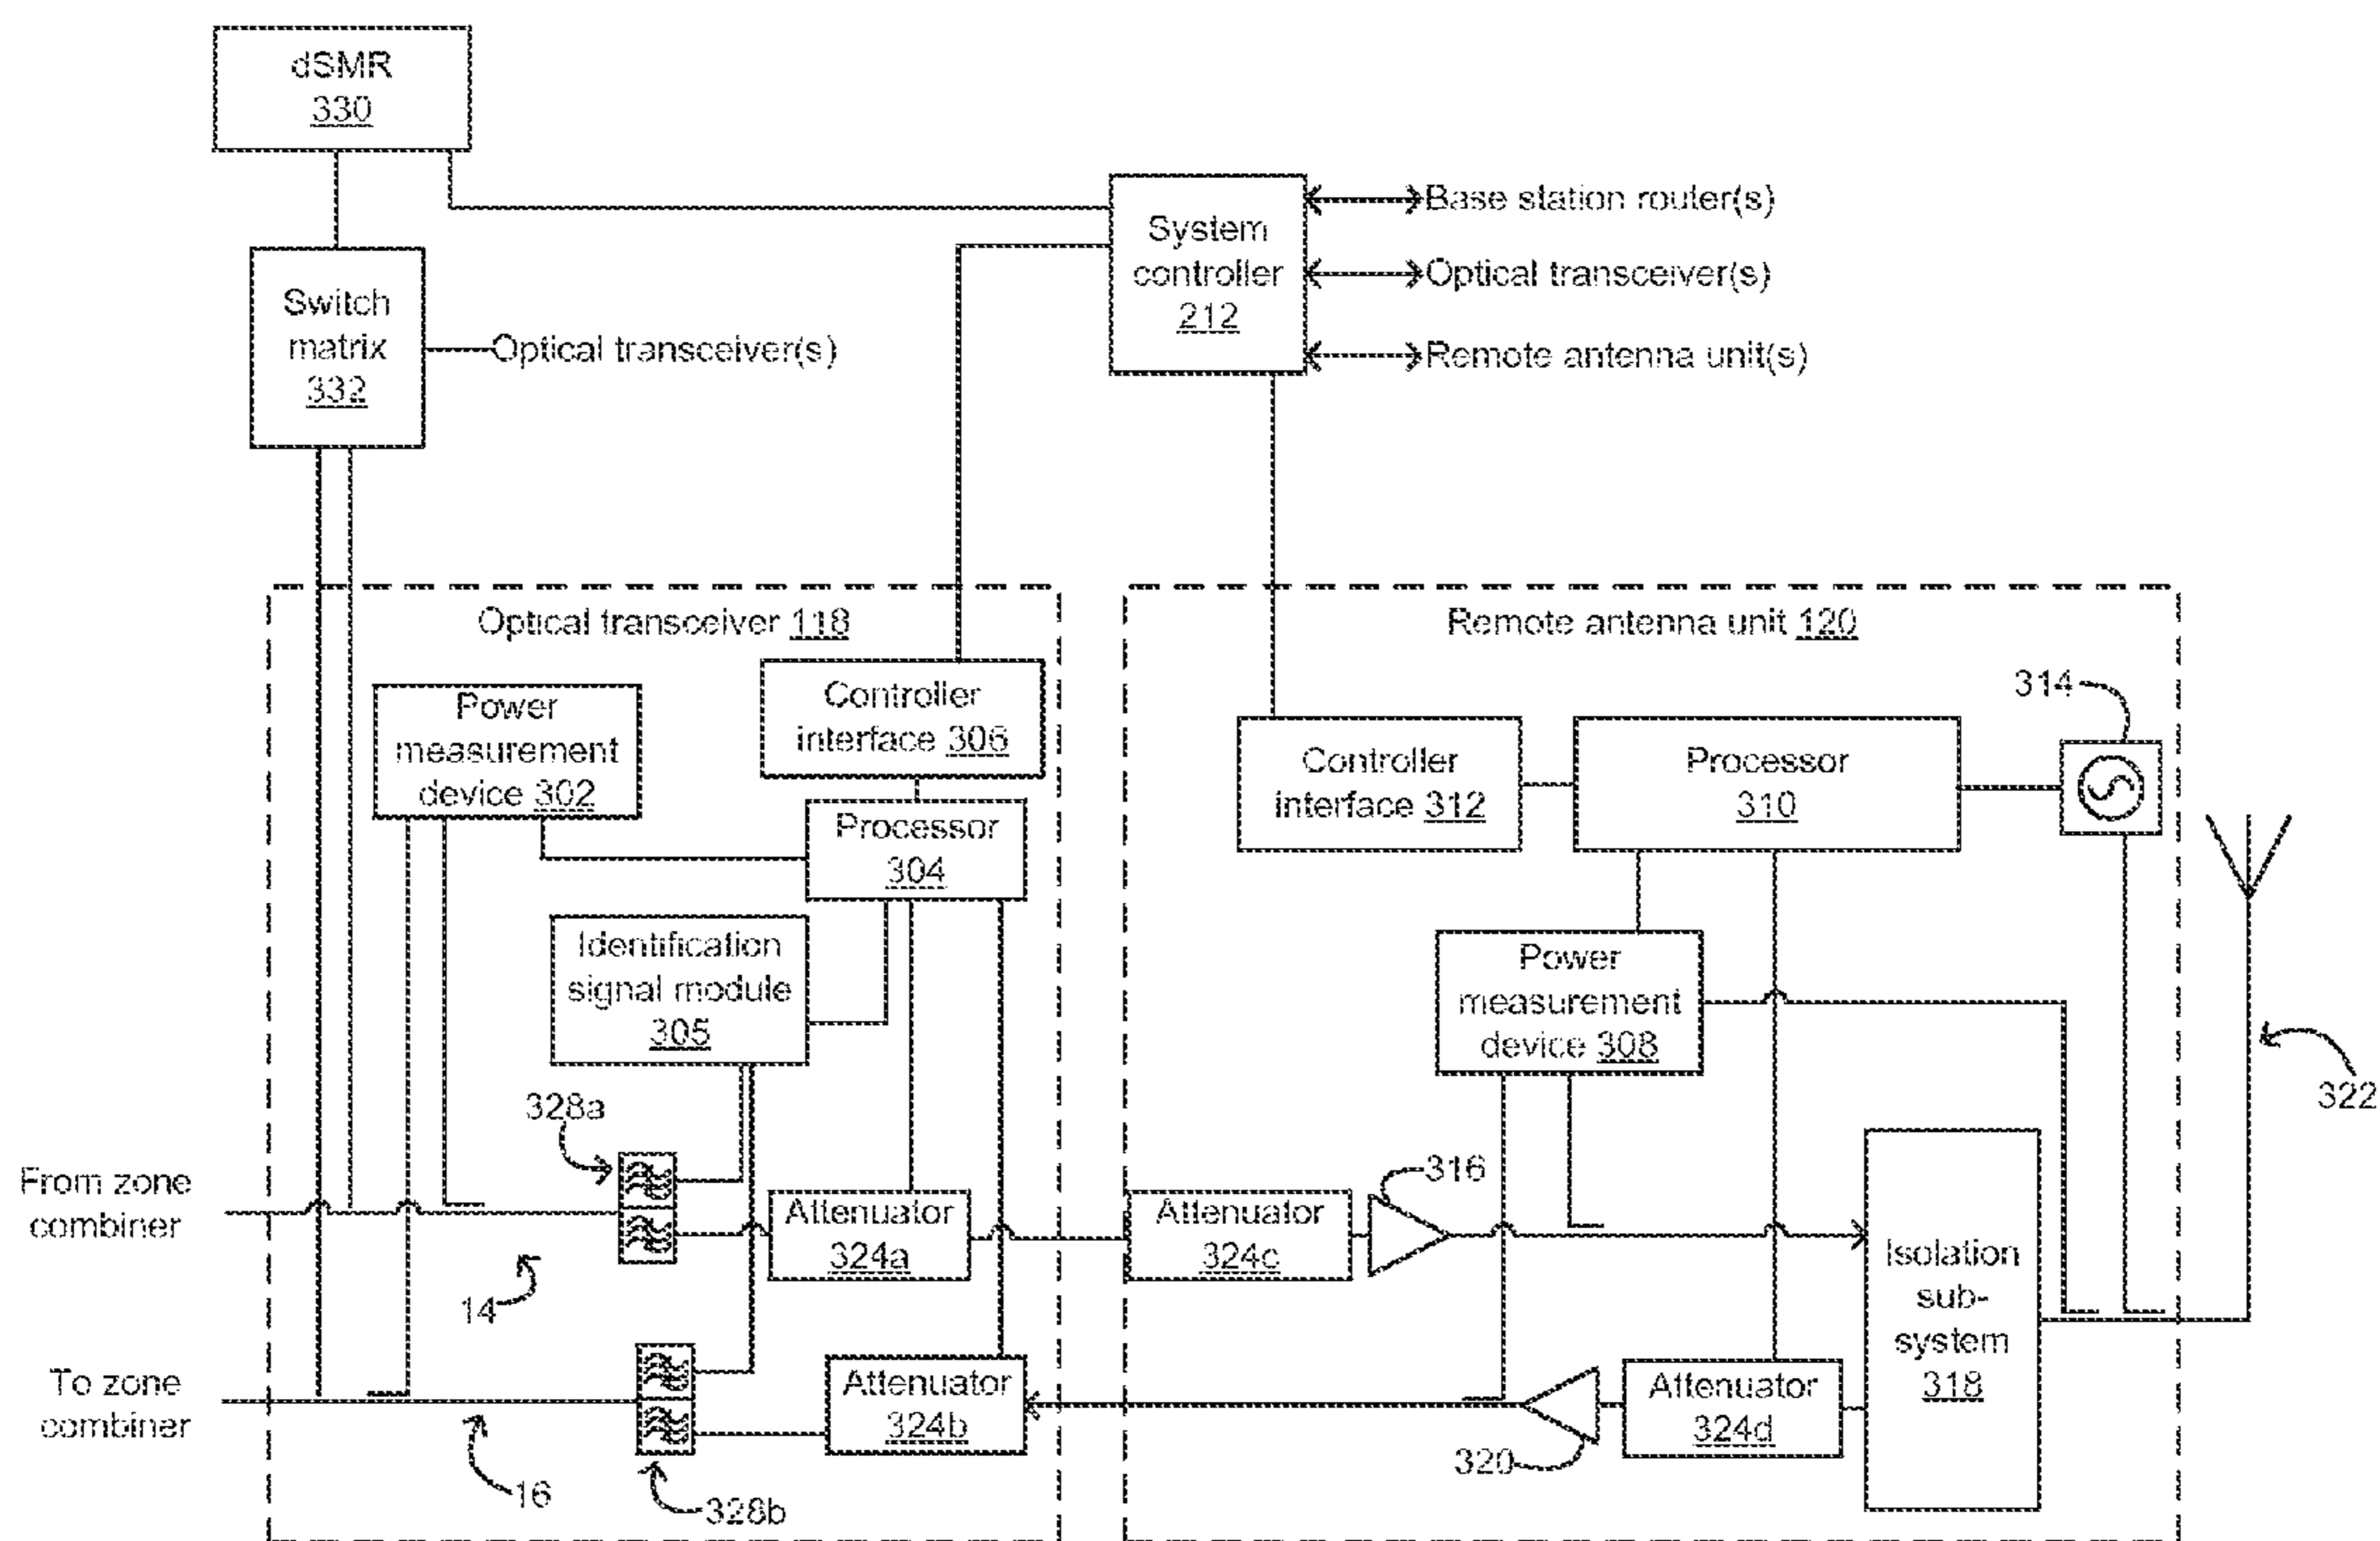 dSMR
330
System
controller
212
Base station router(s)
Optical transceiver(s)
Remote antenna unit(s)
Switch
matrix
332
Optical transceiver(s)
Optical transceiver 118
Power
measurement
device 302
Controller
interface 306
Processor
304
Identification
signal module
305
328a
From zone
combiner
14
Attenuator
324a
To zone
combiner
16
328b
Attenuator
324b
Remote antenna unit 120
314
Controller
interface 312
Processor
310
Power
measurement
device 308
322
316
Attenuator
324c
Isolation
sub-
system
318
320
Attenuator
324d